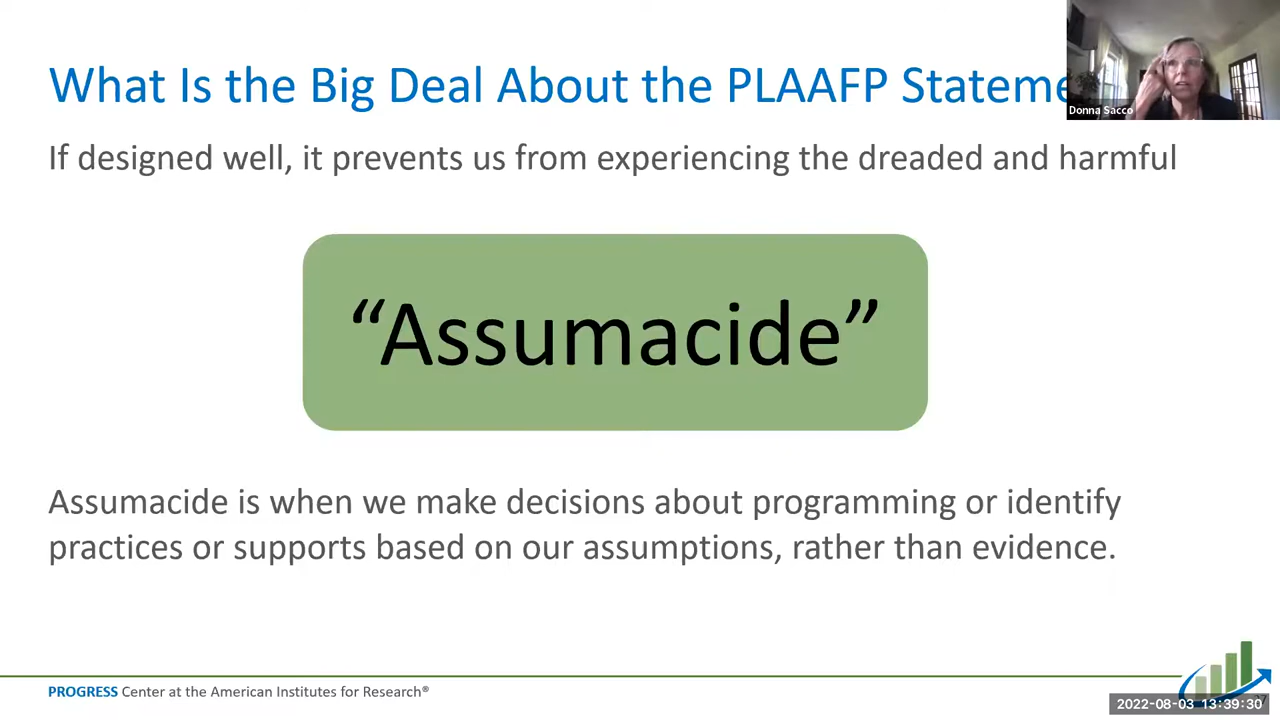 What Is the Big Deal About the PLAAFP
Donna Sacco
If designed well, it prevents us from experiencing the dreaded and harmful
“Assumacide”
Assumacide is when we make decisions about programming or identify
practices or supports based on our assumptions, rather than evidence.
PROGRESS Center at the American Institutes for Research®
2022-08-03 13:39:30